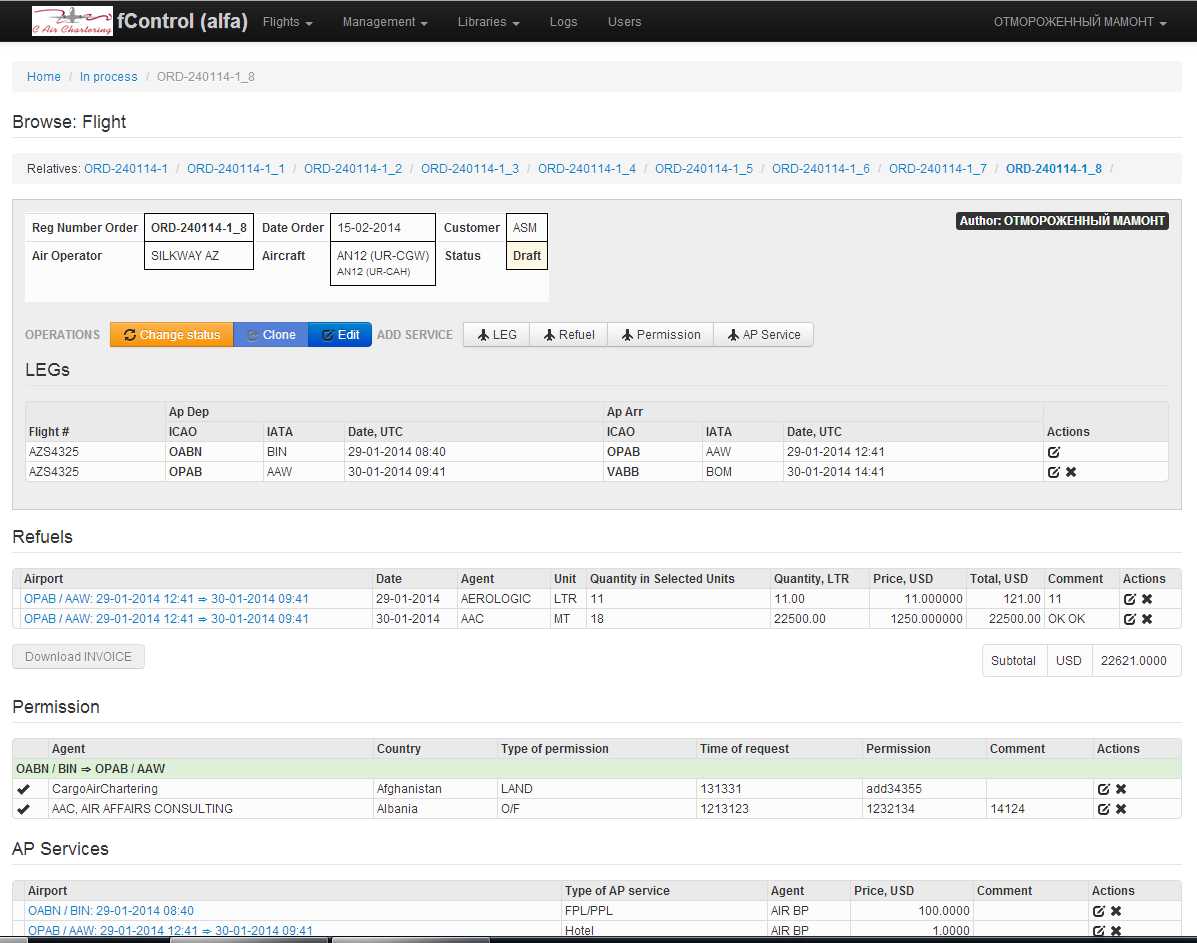 C Air Chartering fControl (alfa) Flights Management Libraries Logs Users ОТМОРОЖЕННЫЙ МАМОНТ
Home / In process / ORD-240114-1_8
Browse: Flight
Relatives: ORD-240114-1 / ORD-240114-1_1 / ORD-240114-1_2 / ORD-240114-1_3 / ORD-240114-1_4 / ORD-240114-1_5 / ORD-240114-1_6 / ORD-240114-1_7 / ORD-240114-1_8 /
Reg Number Order ORD-240114-1_8 Date Order 15-02-2014 Customer ASM Author: ОТМОРОЖЕННЫЙ МАМОНТ
Air Operator SILKWAY AZ Aircraft AN12 (UR-CGW) Status Draft
AN12 (UR-CAH)
OPERATIONS Change status Clone Edit ADD SERVICE LEG Refuel Permission AP Service
LEGs
Ap Dep Ap Arr
Flight # ICAO IATA Date, UTC ICAO IATA Date, UTC Actions
AZS4325 OABN BIN 29-01-2014 08:40 OPAB AAW 29-01-2014 12:41
AZS4325 OPAB AAW 30-01-2014 09:41 VABB BOM 30-01-2014 14:41
Refuels
Airport Date Agent Unit Quantity in Selected Units Quantity, LTR Price, USD Total, USD Comment Actions
OPAB / AAW: 29-01-2014 12:41 ⇒ 30-01-2014 09:41 29-01-2014 AEROLOGIC LTR 11 11.00 11.000000 121.00 11
OPAB / AAW: 29-01-2014 12:41 ⇒ 30-01-2014 09:41 30-01-2014 AAC MT 18 22500.00 1250.000000 22500.00 OK OK
Download INVOICE Subtotal USD 22621.0000
Permission
Agent Country Type of permission Time of request Permission Comment Actions
OABN / BIN ⇒ OPAB / AAW
CargoAirChartering Afghanistan LAND 131331 add34355
AAC, AIR AFFAIRS CONSULTING Albania O/F 1213123 1232134 14124
AP Services
Airport Type of AP service Agent Price, USD Comment Actions
OABN / BIN: 29-01-2014 08:40 FPL/PPL AIR BP 100.0000
OPAB / AAW: 29-01-2014 12:41 ⇒ 30-01-2014 09:41 Hotel AIR BP 1.0000